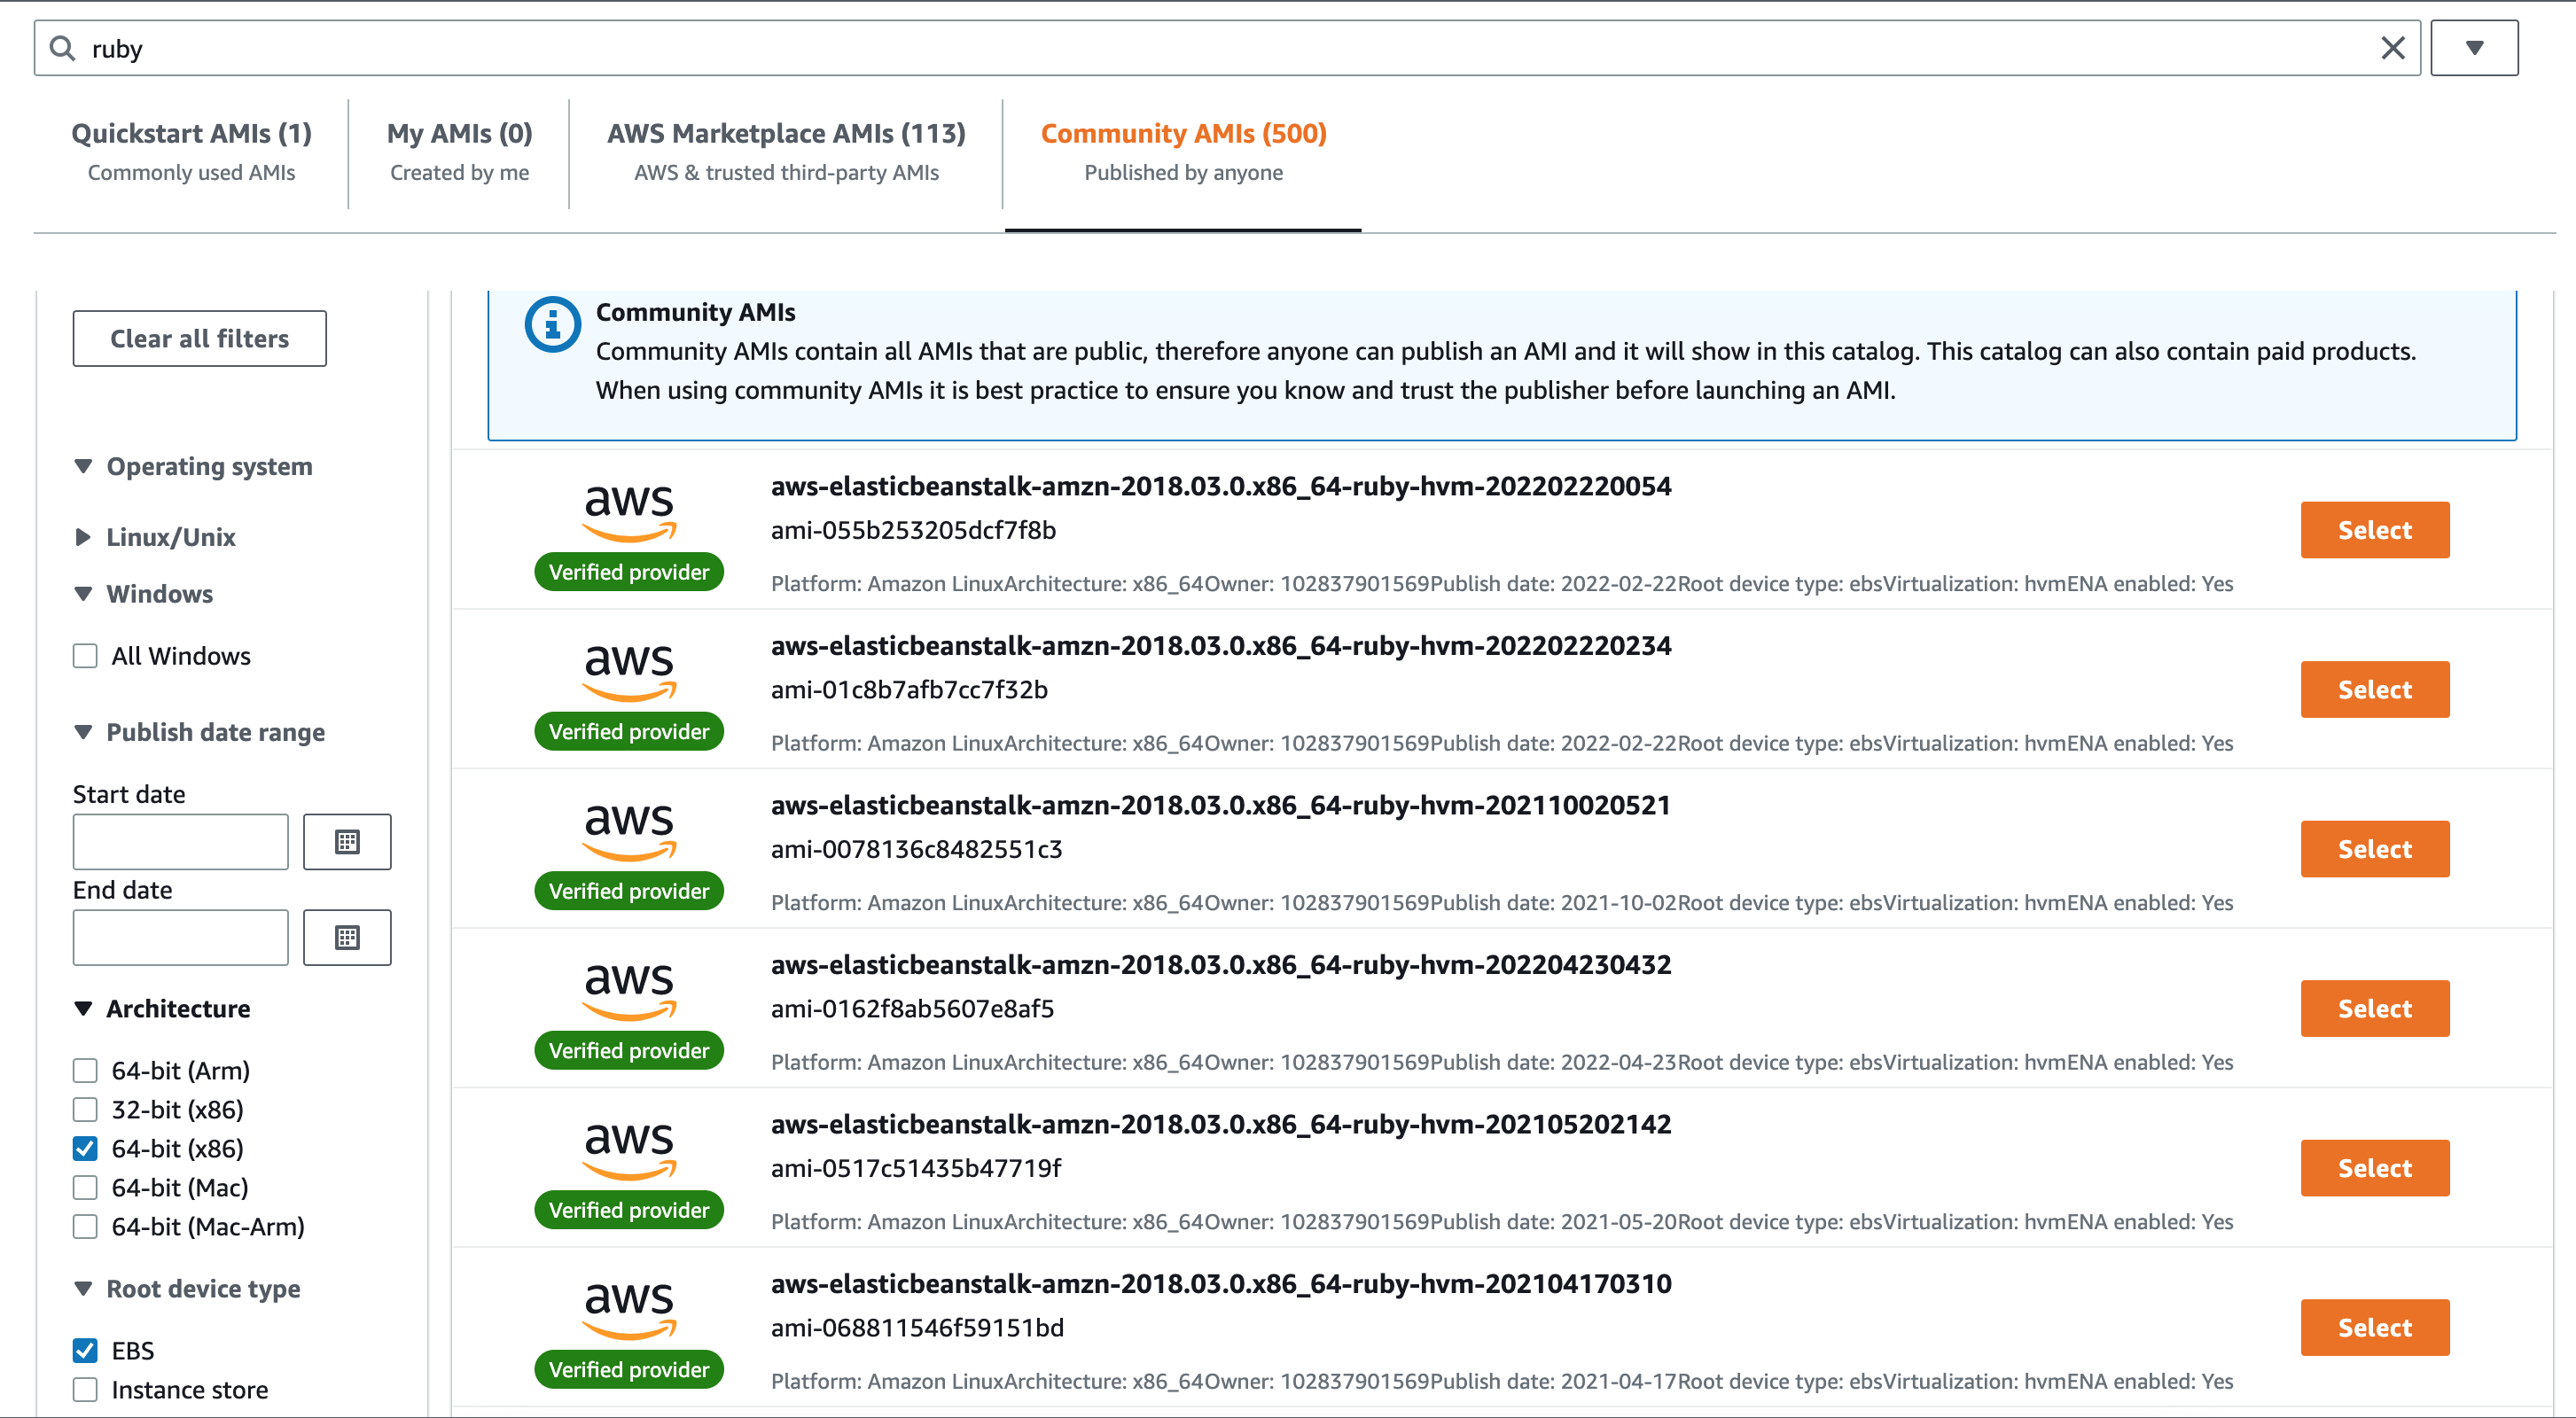 ruby
Quickstart AMIs (1)
Commonly used AMIs
My AMIs (0)
Created by me
AWS Marketplace AMIs (113)
AWS & trusted third-party AMIs
Community AMIs (500)
Published by anyone
Clear all filters
Operating system
Linux/Unix
Windows
All Windows
Publish date range
Start date
End date
Architecture
64-bit (Arm)
32-bit (x86)
64-bit (x86)
64-bit (Mac)
64-bit (Mac-Arm)
Root device type
EBS
Instance store
Community AMIs
Community AMIs contain all AMIs that are public, therefore anyone can publish an AMI and it will show in this catalog. This catalog can also contain paid products.
When using community AMIs it is best practice to ensure you know and trust the publisher before launching an AMI.
aws
Verified provider
aws-elasticbeanstalk-amzn-2018.03.0.x86_64-ruby-hvm-202202220054
ami-055b253205dcf7f8b
Platform: Amazon LinuxArchitecture: x86_64Owner: 102837901569Publish date: 2022-02-22Root device type: ebsVirtualization: hvmENA enabled: Yes
Select
aws
Verified provider
aws-elasticbeanstalk-amzn-2018.03.0.x86_64-ruby-hvm-202202220234
ami-01c8b7afb7cc7f32b
Platform: Amazon LinuxArchitecture: x86_64Owner: 102837901569Publish date: 2022-02-22Root device type: ebsVirtualization: hvmENA enabled: Yes
Select
aws
Verified provider
aws-elasticbeanstalk-amzn-2018.03.0.x86_64-ruby-hvm-202110020521
ami-0078136c8482551c3
Platform: Amazon LinuxArchitecture: x86_64Owner: 102837901569Publish date: 2021-10-02Root device type: ebsVirtualization: hvmENA enabled: Yes
Select
aws
Verified provider
aws-elasticbeanstalk-amzn-2018.03.0.x86_64-ruby-hvm-202204230432
ami-0162f8ab5607e8af5
Platform: Amazon LinuxArchitecture: x86_64Owner: 102837901569Publish date: 2022-04-23Root device type: ebsVirtualization: hvmENA enabled: Yes
Select
aws
Verified provider
aws-elasticbeanstalk-amzn-2018.03.0.x86_64-ruby-hvm-202105202142
ami-0517c51435b47719f
Platform: Amazon LinuxArchitecture: x86_64Owner: 102837901569Publish date: 2021-05-20Root device type: ebsVirtualization: hvmENA enabled: Yes
Select
aws
Verified provider
aws-elasticbeanstalk-amzn-2018.03.0.x86_64-ruby-hvm-202104170310
ami-068811546f59151bd
Platform: Amazon LinuxArchitecture: x86_64Owner: 102837901569Publish date: 2021-04-17Root device type: ebsVirtualization: hvmENA enabled: Yes
Select